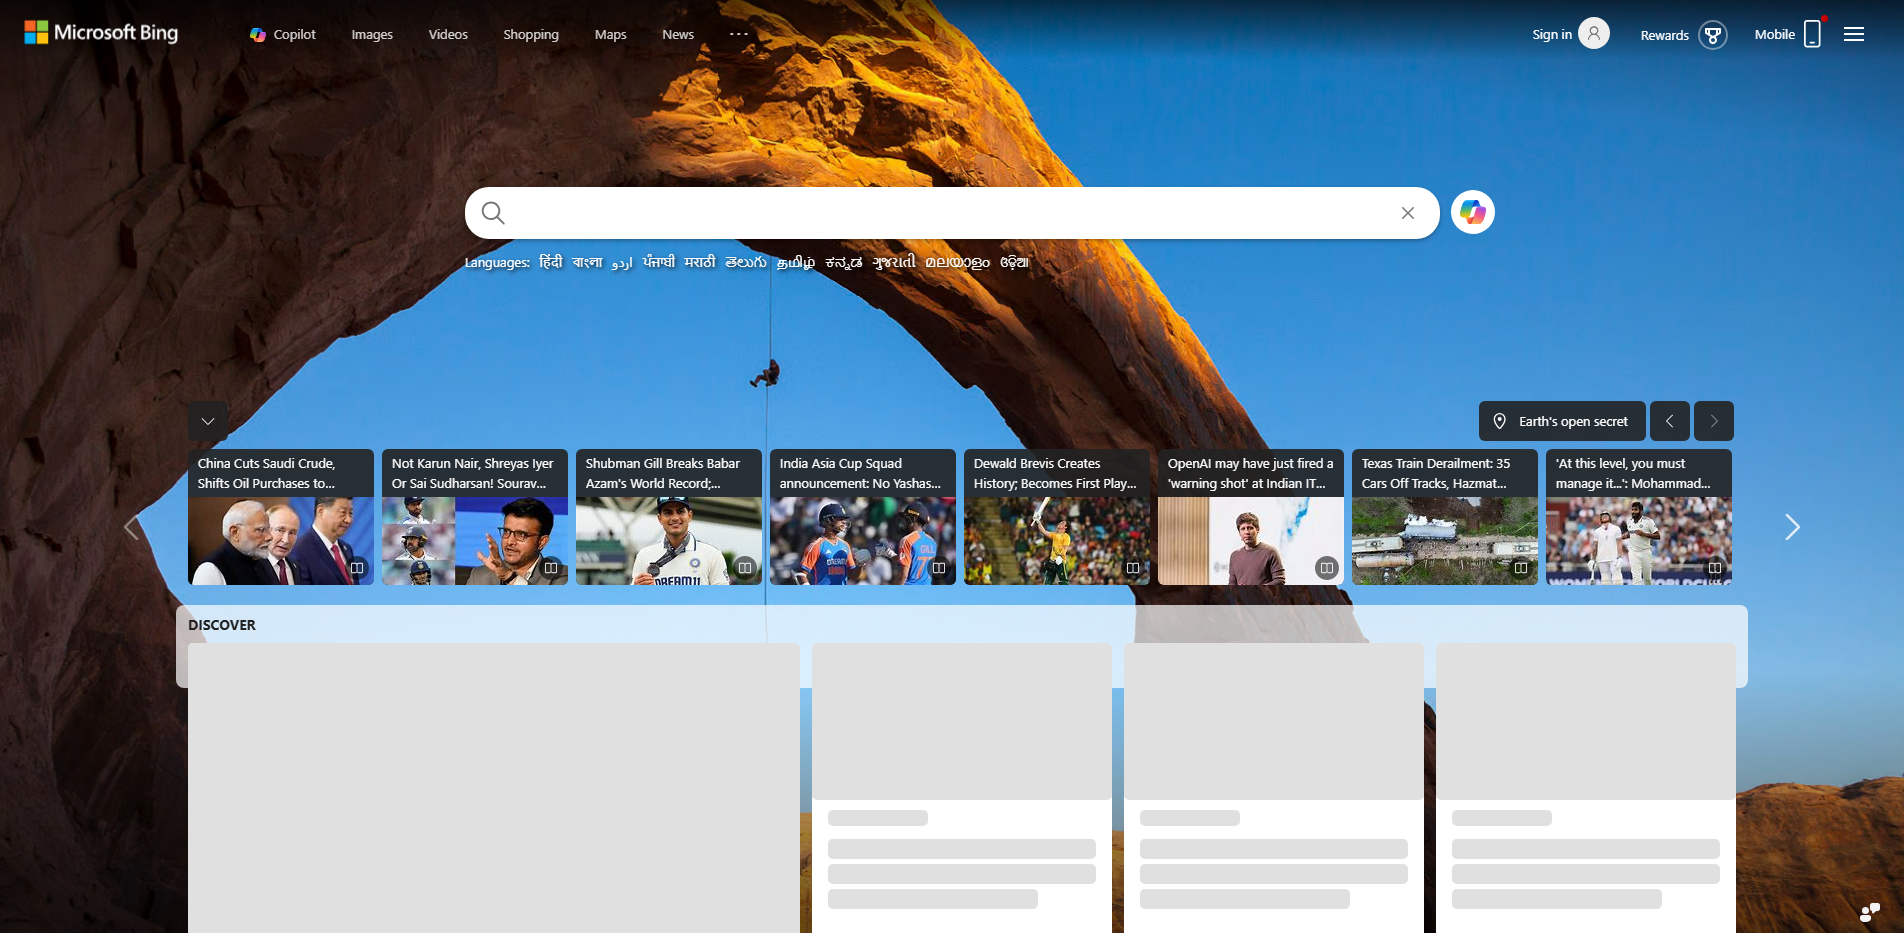 Microsoft Bing
Copilot
Images
Videos
Shopping
Maps
News
Sign in
Rewards
Mobile
Languages: हिंदी বাংলা اردو ਪੰਜਾਬੀ मराठी తెలుగు தமிழ் ಕನ್ನಡ ગુજરાતી മലയാളം ଓଡ଼ିଆ
Earth's open secret
China Cuts Saudi Crude,
Shifts Oil Purchases to...
Not Karun Nair, Shreyas Iyer
Or Sai Sudharsan! Sourav...
Shubman Gill Breaks Babar
Azam's World Record;...
India Asia Cup Squad
announcement: No Yashas...
Dewald Brevis Creates
History; Becomes First Play...
OpenAI may have just fired a
'warning shot' at Indian IT...
Texas Train Derailment: 35
Cars Off Tracks, Hazmat...
'At this level, you must
manage it...': Mohammad...
DISCOVER